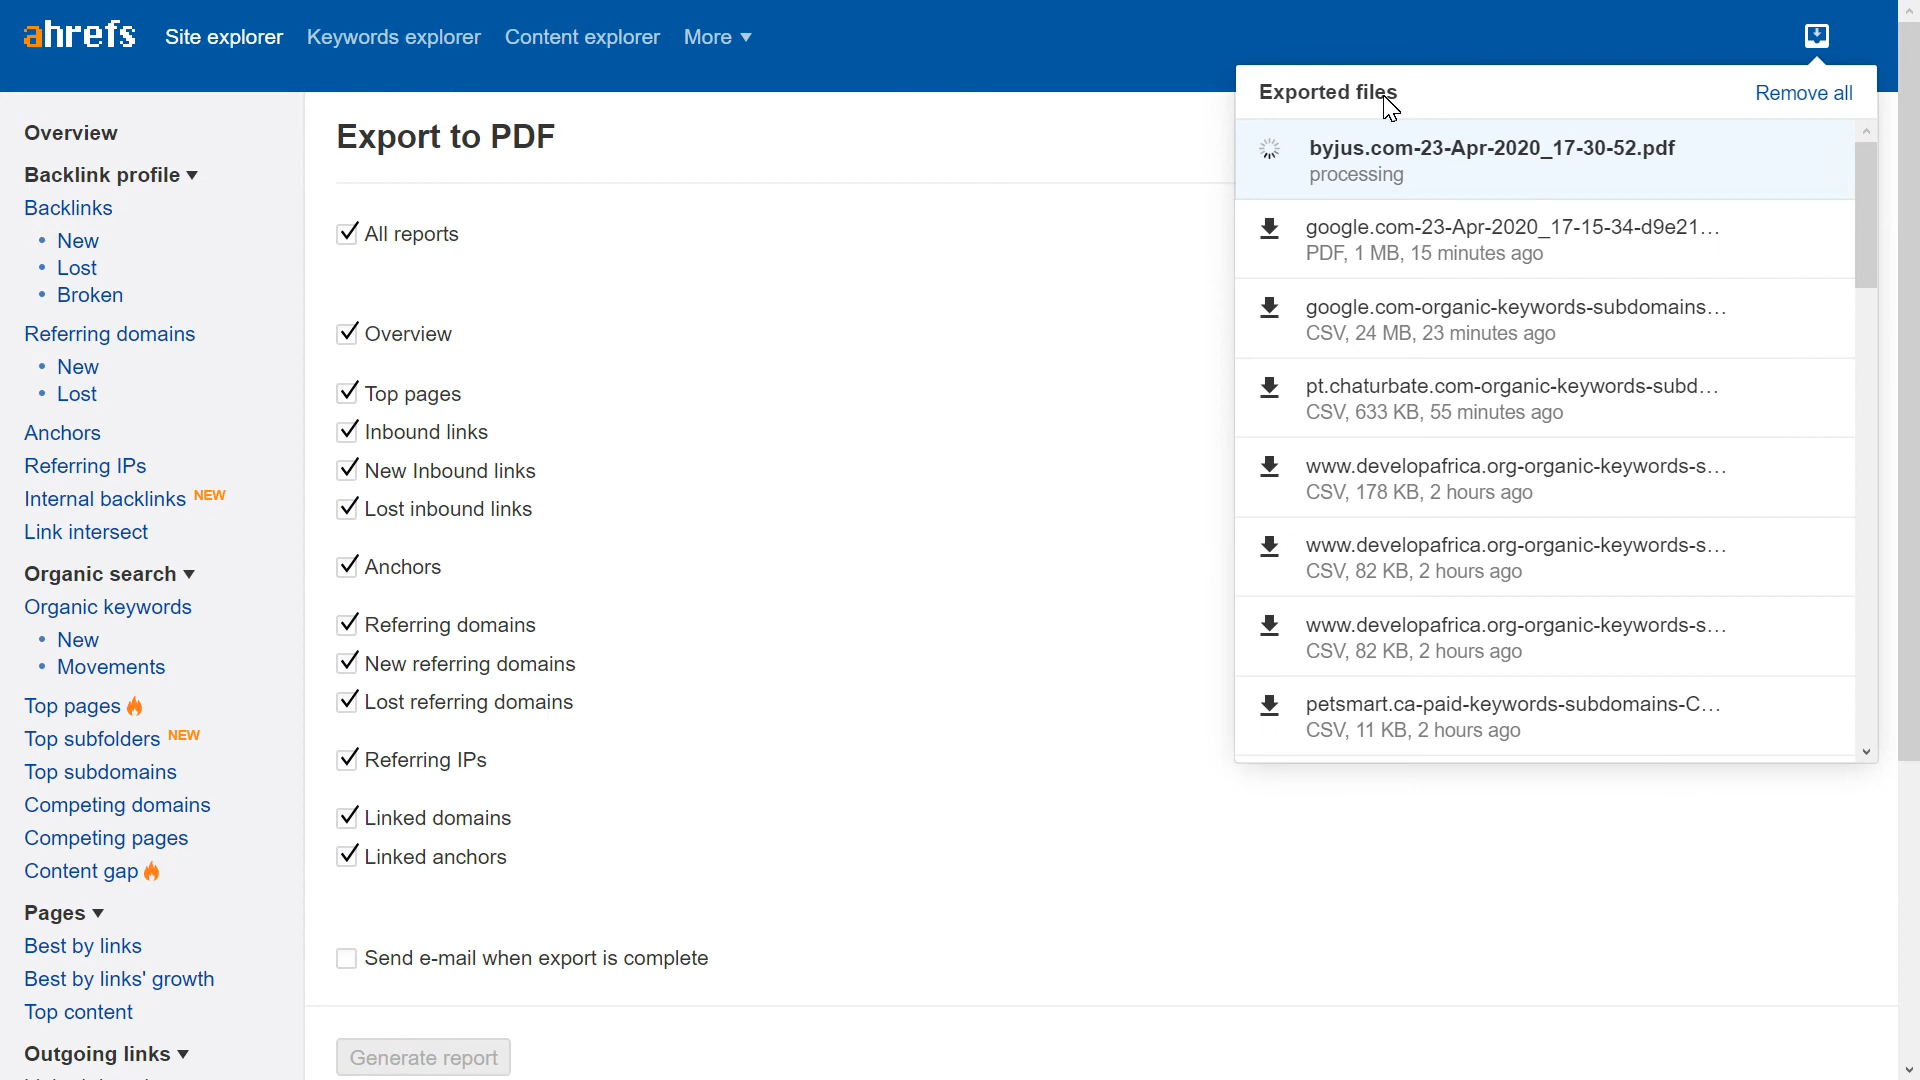 ahrefs Site explorer Keywords explorer Content explorer More
Overview
Backlink profile
Backlinks
New
Lost
Broken
Referring domains
New
Lost
Anchors
Referring IPs
Internal backlinks NEW
Link intersect
Organic search
Organic keywords
New
Movements
Top pages
Top subfolders NEW
Top subdomains
Competing domains
Competing pages
Content gap
Pages
Best by links
Best by links' growth
Top content
Outgoing links
Export to PDF
All reports
Overview
Top pages
Inbound links
New Inbound links
Lost inbound links
Anchors
Referring domains
New referring domains
Lost referring domains
Referring IPs
Linked domains
Linked anchors
Send e-mail when export is complete
Generate report
Exported files Remove all
byjus.com-23-Apr-2020_17-30-52.pdf
processing
google.com-23-Apr-2020_17-15-34-d9e21...
PDF, 1 MB, 15 minutes ago
google.com-organic-keywords-subdomains...
CSV, 24 MB, 23 minutes ago
pt.chaturbate.com-organic-keywords-subd...
CSV, 633 KB, 55 minutes ago
www.developafrica.org-organic-keywords-s...
CSV, 178 KB, 2 hours ago
www.developafrica.org-organic-keywords-s...
CSV, 82 KB, 2 hours ago
www.developafrica.org-organic-keywords-s...
CSV, 82 KB, 2 hours ago
petsmart.ca-paid-keywords-subdomains-C...
CSV, 11 KB, 2 hours ago